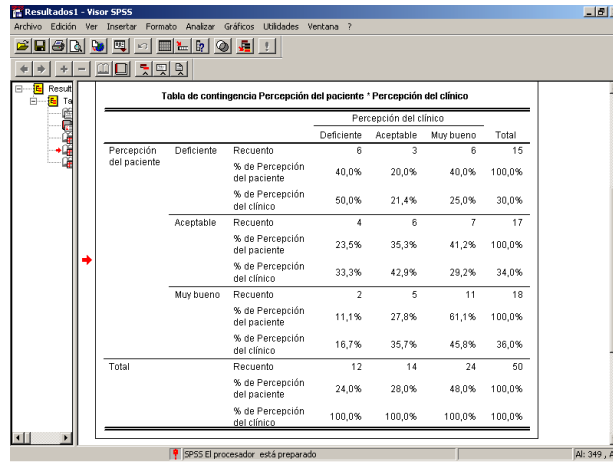 Resultados1 - Visor SPSS
Archivo Edición Ver Insertar Formato Analizar Gráficos Utilidades Ventana ?
Result
Ta
Tabla de contingencia Percepción del paciente * Percepción del clínico
Percepción del clínico
Deficiente Aceptable Muy bueno Total
Percepción del paciente Deficiente Recuento 6 3 6 15
% de Percepción del paciente 40,0% 20,0% 40,0% 100,0%
% de Percepción del clínico 50,0% 21,4% 25,0% 30,0%
Aceptable Recuento 4 6 7 17
% de Percepción del paciente 23,5% 35,3% 41,2% 100,0%
% de Percepción del clínico 33,3% 42,9% 29,2% 34,0%
Muy bueno Recuento 2 5 11 18
% de Percepción del paciente 11,1% 27,8% 61,1% 100,0%
% de Percepción del clínico 16,7% 35,7% 45,8% 36,0%
Total Recuento 12 14 24 50
% de Percepción del paciente 24,0% 28,0% 48,0% 100,0%
% de Percepción del clínico 100,0% 100,0% 100,0% 100,0%
SPSS El procesador está preparado
Al: 349 ,